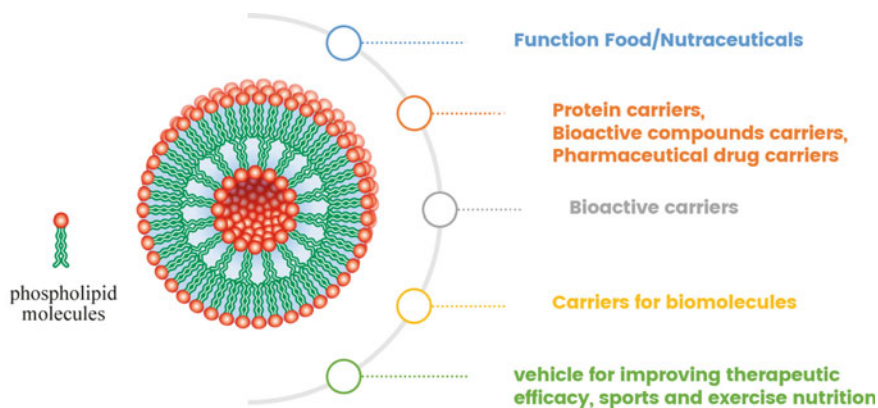 Function Food/Nutraceuticals
Protein carriers,
Bioactive compounds carriers,
Pharmaceutical drug carriers
Bioactive carriers
phospholipid
molecules
Carriers for biomolecules
vehicle for improving therapeutic
efficacy, sports and exercise nutrition